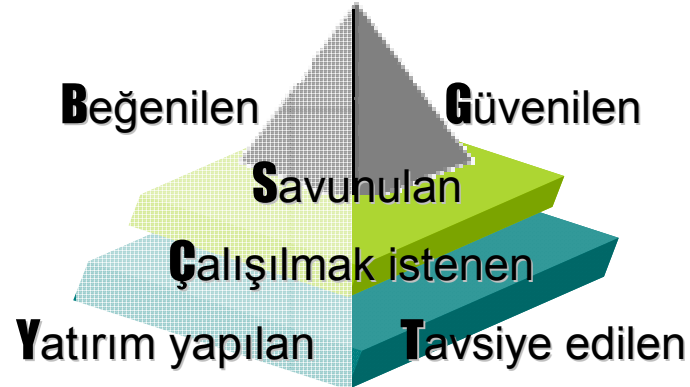 Beğenilen Güvenilen
Savunulan
Çalışılmak istenen
Yatırım yapılan Tavsiye edilen